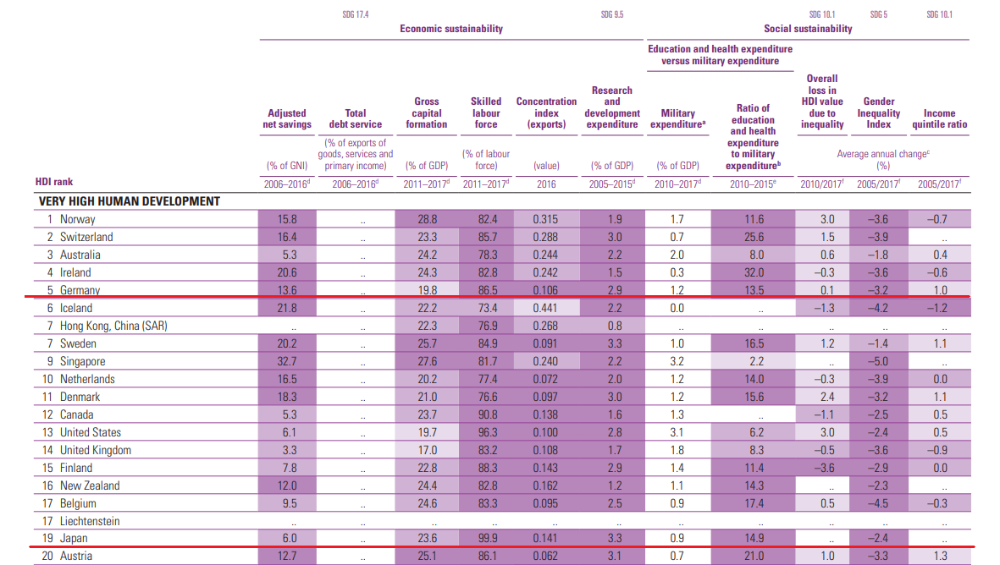 SDG 17.4 SDG 9.5 SDG 10.1 SDG 5 SDG 10.1
Economic sustainability Social sustainability
Education and health expenditure
versus military expenditure
Adjusted
net savings
Total
debt service
Gross
capital
formation
Skilled
labour
force
Concentration
index
(exports)
Research
and
development
expenditure
Military
expenditureᵃ
Ratio of
education
and health
expenditure
to military
expenditureᵇ
Overall
loss in
HDI value
due to
inequality
Gender
Inequality
Index
Income
quintile ratio
(% of GNI)
(% of exports of
goods, services and
primary income)
(% of GDP)
(% of labour
force)
(value)
(% of GDP)
(% of GDP)
Average annual changeᶜ
(%)
HDI rank 2006–2016ᵈ 2006–2016ᵈ 2011–2017ᵈ 2011–2017ᵈ 2016 2005–2015ᵈ 2010–2017ᵈ 2010–2015ᵉ 2010/2017ᶠ 2005/2017ᶠ 2005/2017ᶠ
VERY HIGH HUMAN DEVELOPMENT
1 Norway 15.8 .. 28.8 82.4 0.315 1.9 1.7 11.6 3.0 –3.6 –0.7
2 Switzerland 16.4 .. 23.3 85.7 0.288 3.0 0.7 25.6 1.5 –3.9 ..
3 Australia 5.3 .. 24.2 78.3 0.244 2.2 2.0 8.0 0.6 –1.8 0.4
4 Ireland 20.6 .. 24.3 82.8 0.242 1.5 0.3 32.0 –0.3 –3.6 –0.6
5 Germany 13.6 .. 19.8 86.5 0.106 2.9 1.2 13.5 0.1 –3.2 1.0
6 Iceland 21.8 .. 22.2 73.4 0.441 2.2 0.0 .. –1.3 –4.2 –1.2
7 Hong Kong, China (SAR) .. .. 22.3 76.9 0.268 0.8 .. .. .. .. ..
7 Sweden 20.2 .. 25.7 84.9 0.091 3.3 1.0 16.5 1.2 –1.4 1.1
9 Singapore 32.7 .. 27.6 81.7 0.240 2.2 3.2 2.2 .. –5.0 ..
10 Netherlands 16.5 .. 20.2 77.4 0.072 2.0 1.2 14.0 –0.3 –3.9 0.0
11 Denmark 18.3 .. 21.0 76.6 0.097 3.0 1.2 15.6 2.4 –3.2 1.1
12 Canada 5.3 .. 23.7 90.8 0.138 1.6 1.3 .. –1.1 –2.5 0.5
13 United States 6.1 .. 19.7 96.3 0.100 2.8 3.1 6.2 3.0 –2.4 0.5
14 United Kingdom 3.3 .. 17.0 83.2 0.108 1.7 1.8 8.3 –0.5 –3.6 –0.9
15 Finland 7.8 .. 22.8 88.3 0.143 2.9 1.4 11.4 –3.6 –2.9 0.0
16 New Zealand 12.0 .. 24.4 82.8 0.162 1.2 1.1 14.3 .. –2.3 ..
17 Belgium 9.5 .. 24.6 83.3 0.095 2.5 0.9 17.4 0.5 –4.5 –0.3
17 Liechtenstein .. .. .. .. .. .. .. .. .. .. ..
19 Japan 6.0 .. 23.6 99.9 0.141 3.3 0.9 14.9 .. –2.4 ..
20 Austria 12.7 .. 25.1 86.1 0.062 3.1 0.7 21.0 1.0 –3.3 1.3